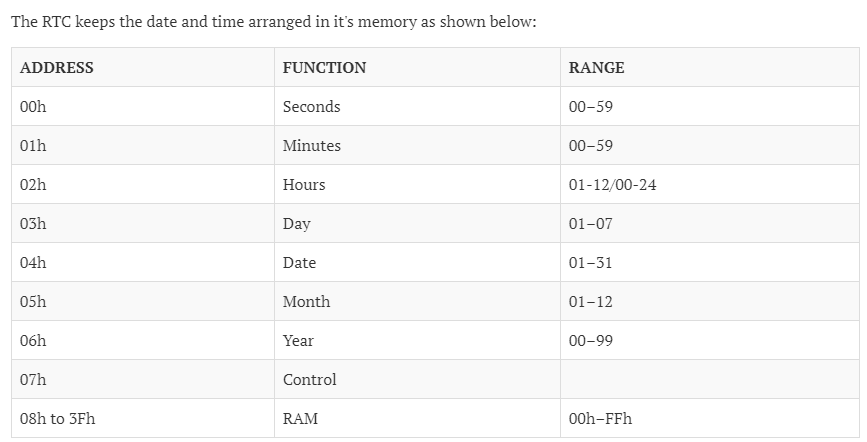 The RTC keeps the date and time arranged in it's memory as shown below:
ADDRESS FUNCTION RANGE
00h Seconds 00–59
01h Minutes 00–59
02h Hours 01-12/00-24
03h Day 01–07
04h Date 01–31
05h Month 01–12
06h Year 00–99
07h Control
08h to 3Fh RAM 00h–FFh